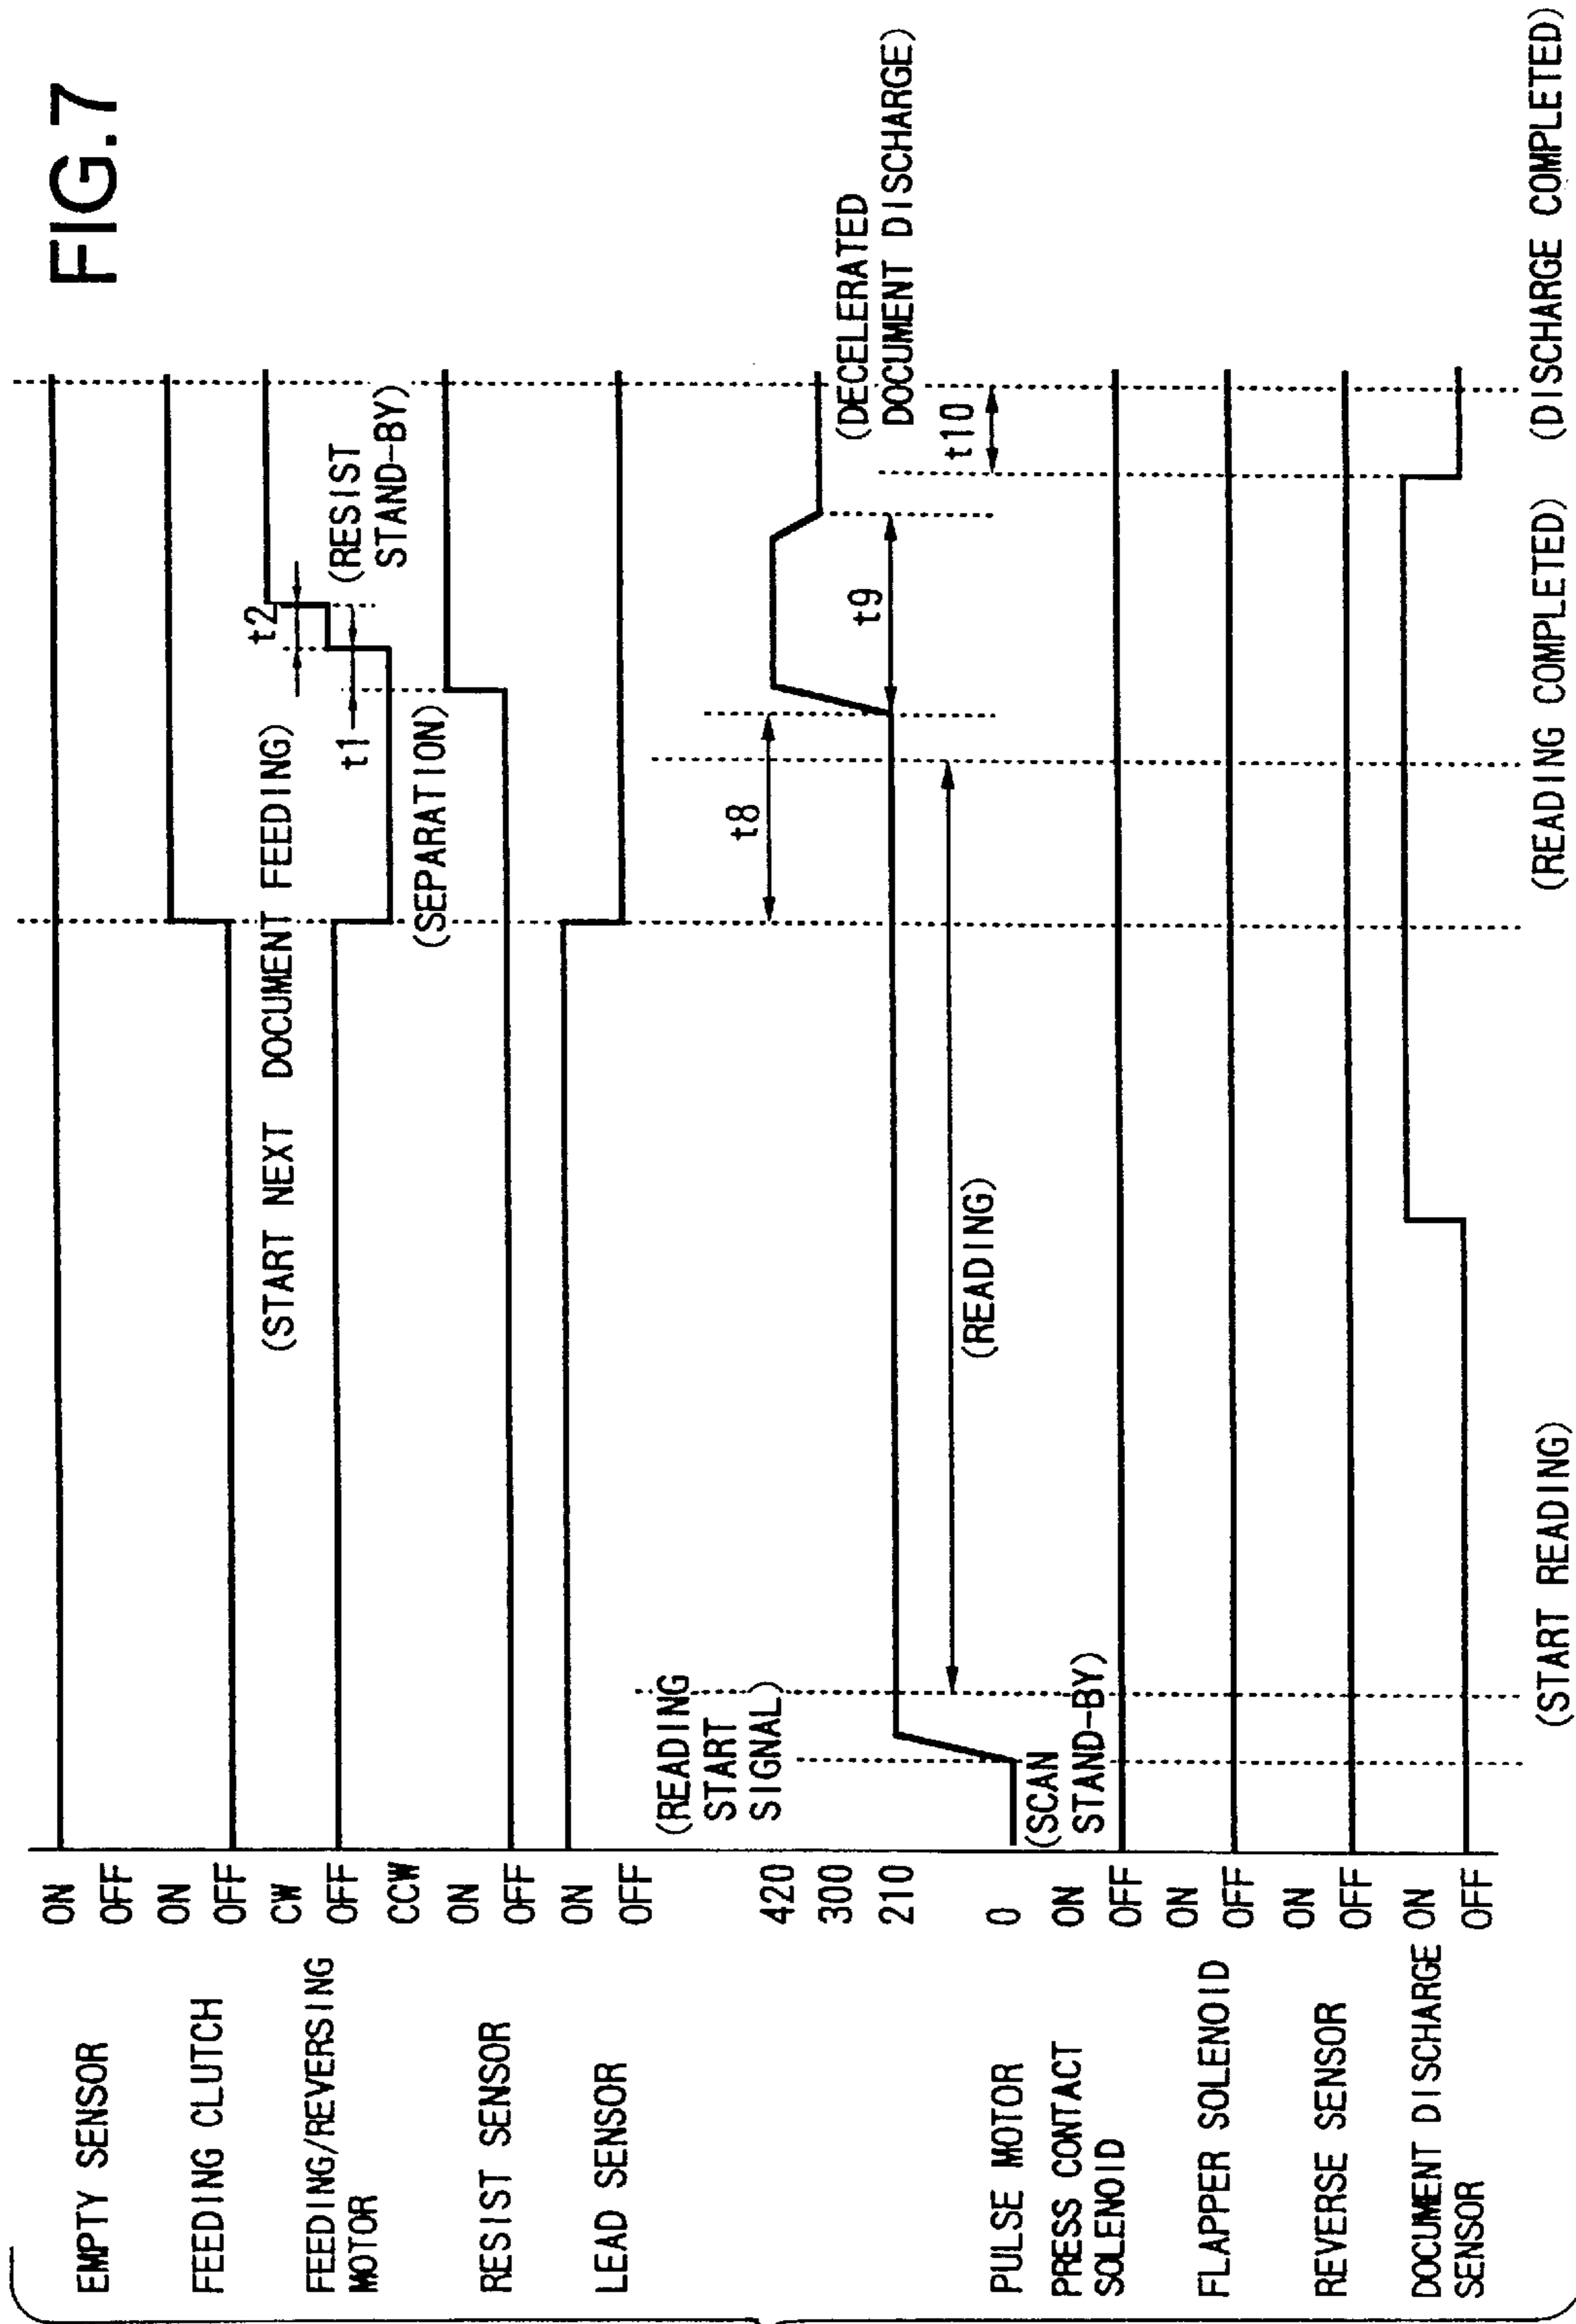 FIG.7
EMPTY SENSOR
ON
OFF
FEEDING CLUTCH
ON
OFF
(START NEXT DOCUMENT FEEDING)
FEEDING/REVERSING
MOTOR
CW
OFF
CCW
t1
t2
(RESIST
STAND-BY)
(SEPARATION)
RESIST SENSOR
ON
OFF
LEAD SENSOR
ON
OFF
(READING
START
SIGNAL)
t8
PULSE MOTOR
420
300
210
0
t9
(DECELERATED
DOCUMENT DISCHARGE)
(READING)
t10
(SCAN
STAND-BY)
PRESS CONTACT
SOLENOID
ON
OFF
FLAPPER SOLENOID
ON
OFF
REVERSE SENSOR
ON
OFF
DOCUMENT DISCHARGE
SENSOR
ON
OFF
(START READING)
(READING COMPLETED)
(DISCHARGE COMPLETED)